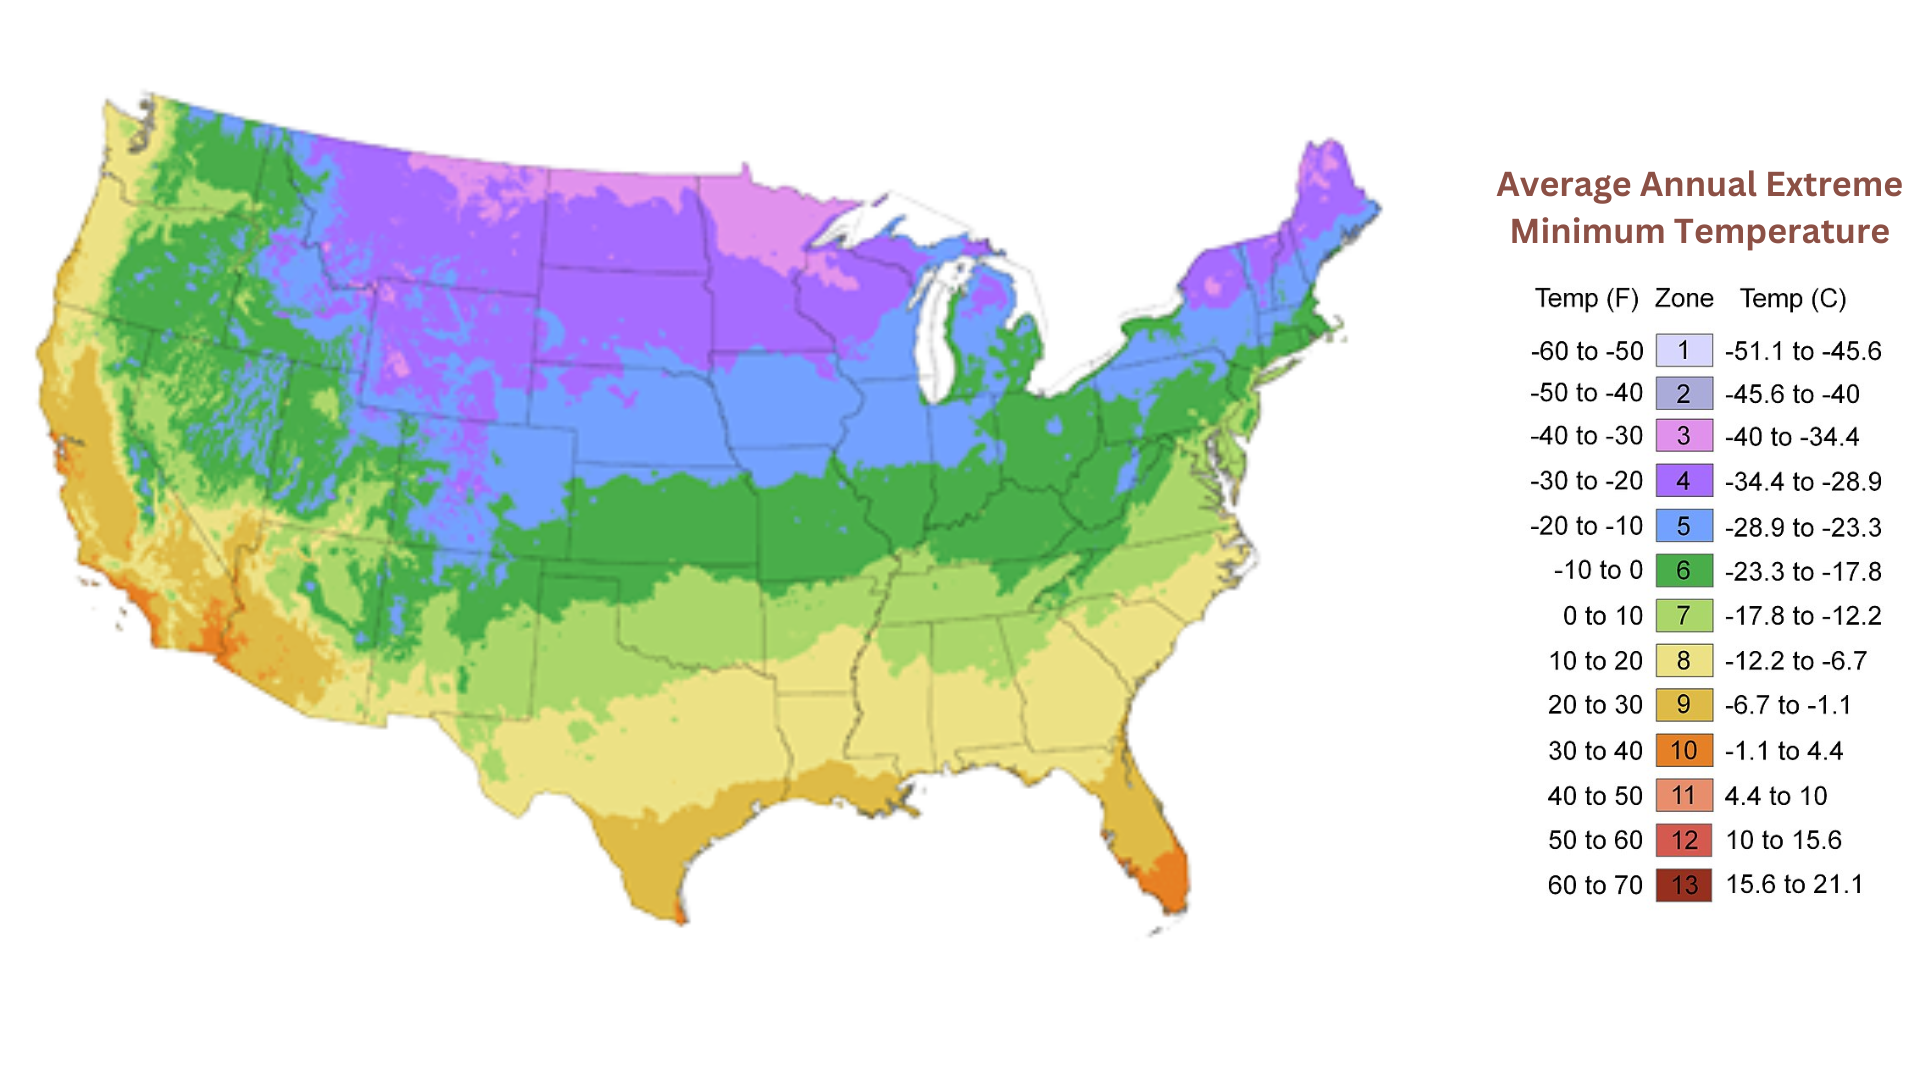 Average Annual Extreme
Minimum Temperature
Temp (F) Zone Temp (C)
-60 to -50 1 -51.1 to -45.6
-50 to -40 2 -45.6 to -40
-40 to -30 3 -40 to -34.4
-30 to -20 4 -34.4 to -28.9
-20 to -10 5 -28.9 to -23.3
-10 to 0 6 -23.3 to -17.8
0 to 10 7 -17.8 to -12.2
10 to 20 8 -12.2 to -6.7
20 to 30 9 -6.7 to -1.1
30 to 40 10 -1.1 to 4.4
40 to 50 11 4.4 to 10
50 to 60 12 10 to 15.6
60 to 70 13 15.6 to 21.1